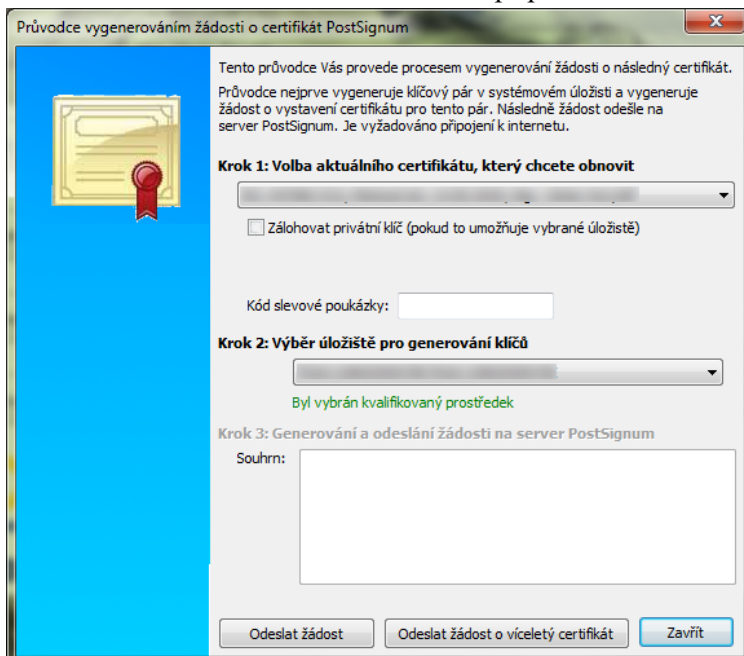 Průvodce vygenerováním žádosti o certifikát PostSignum
Tento průvodce Vás provede procesem vygenerování žádosti o následný certifikát.
Průvodce nejprve vygeneruje klíčový pár v systémovém úložisti a vygeneruje
žádost o vystavení certifikátu pro tento pár. Následně žádost odešle na
server PostSignum. Je vyžadováno připojení k internetu.
Krok 1: Volba aktuálního certifikátu, který chcete obnovit
Zálohovat privátní klíč (pokud to umožňuje vybrané úložistě)
Kód slevové poukázky:
Krok 2: Výběr úložiště pro generování klíčů
Byl vybrán kvalifikovaný prostředek
Krok 3: Generování a odeslání žádosti na server PostSignum
Souhrn:
Odeslat žádost
Odeslat žádost o víceletý certifikát
Zavřít